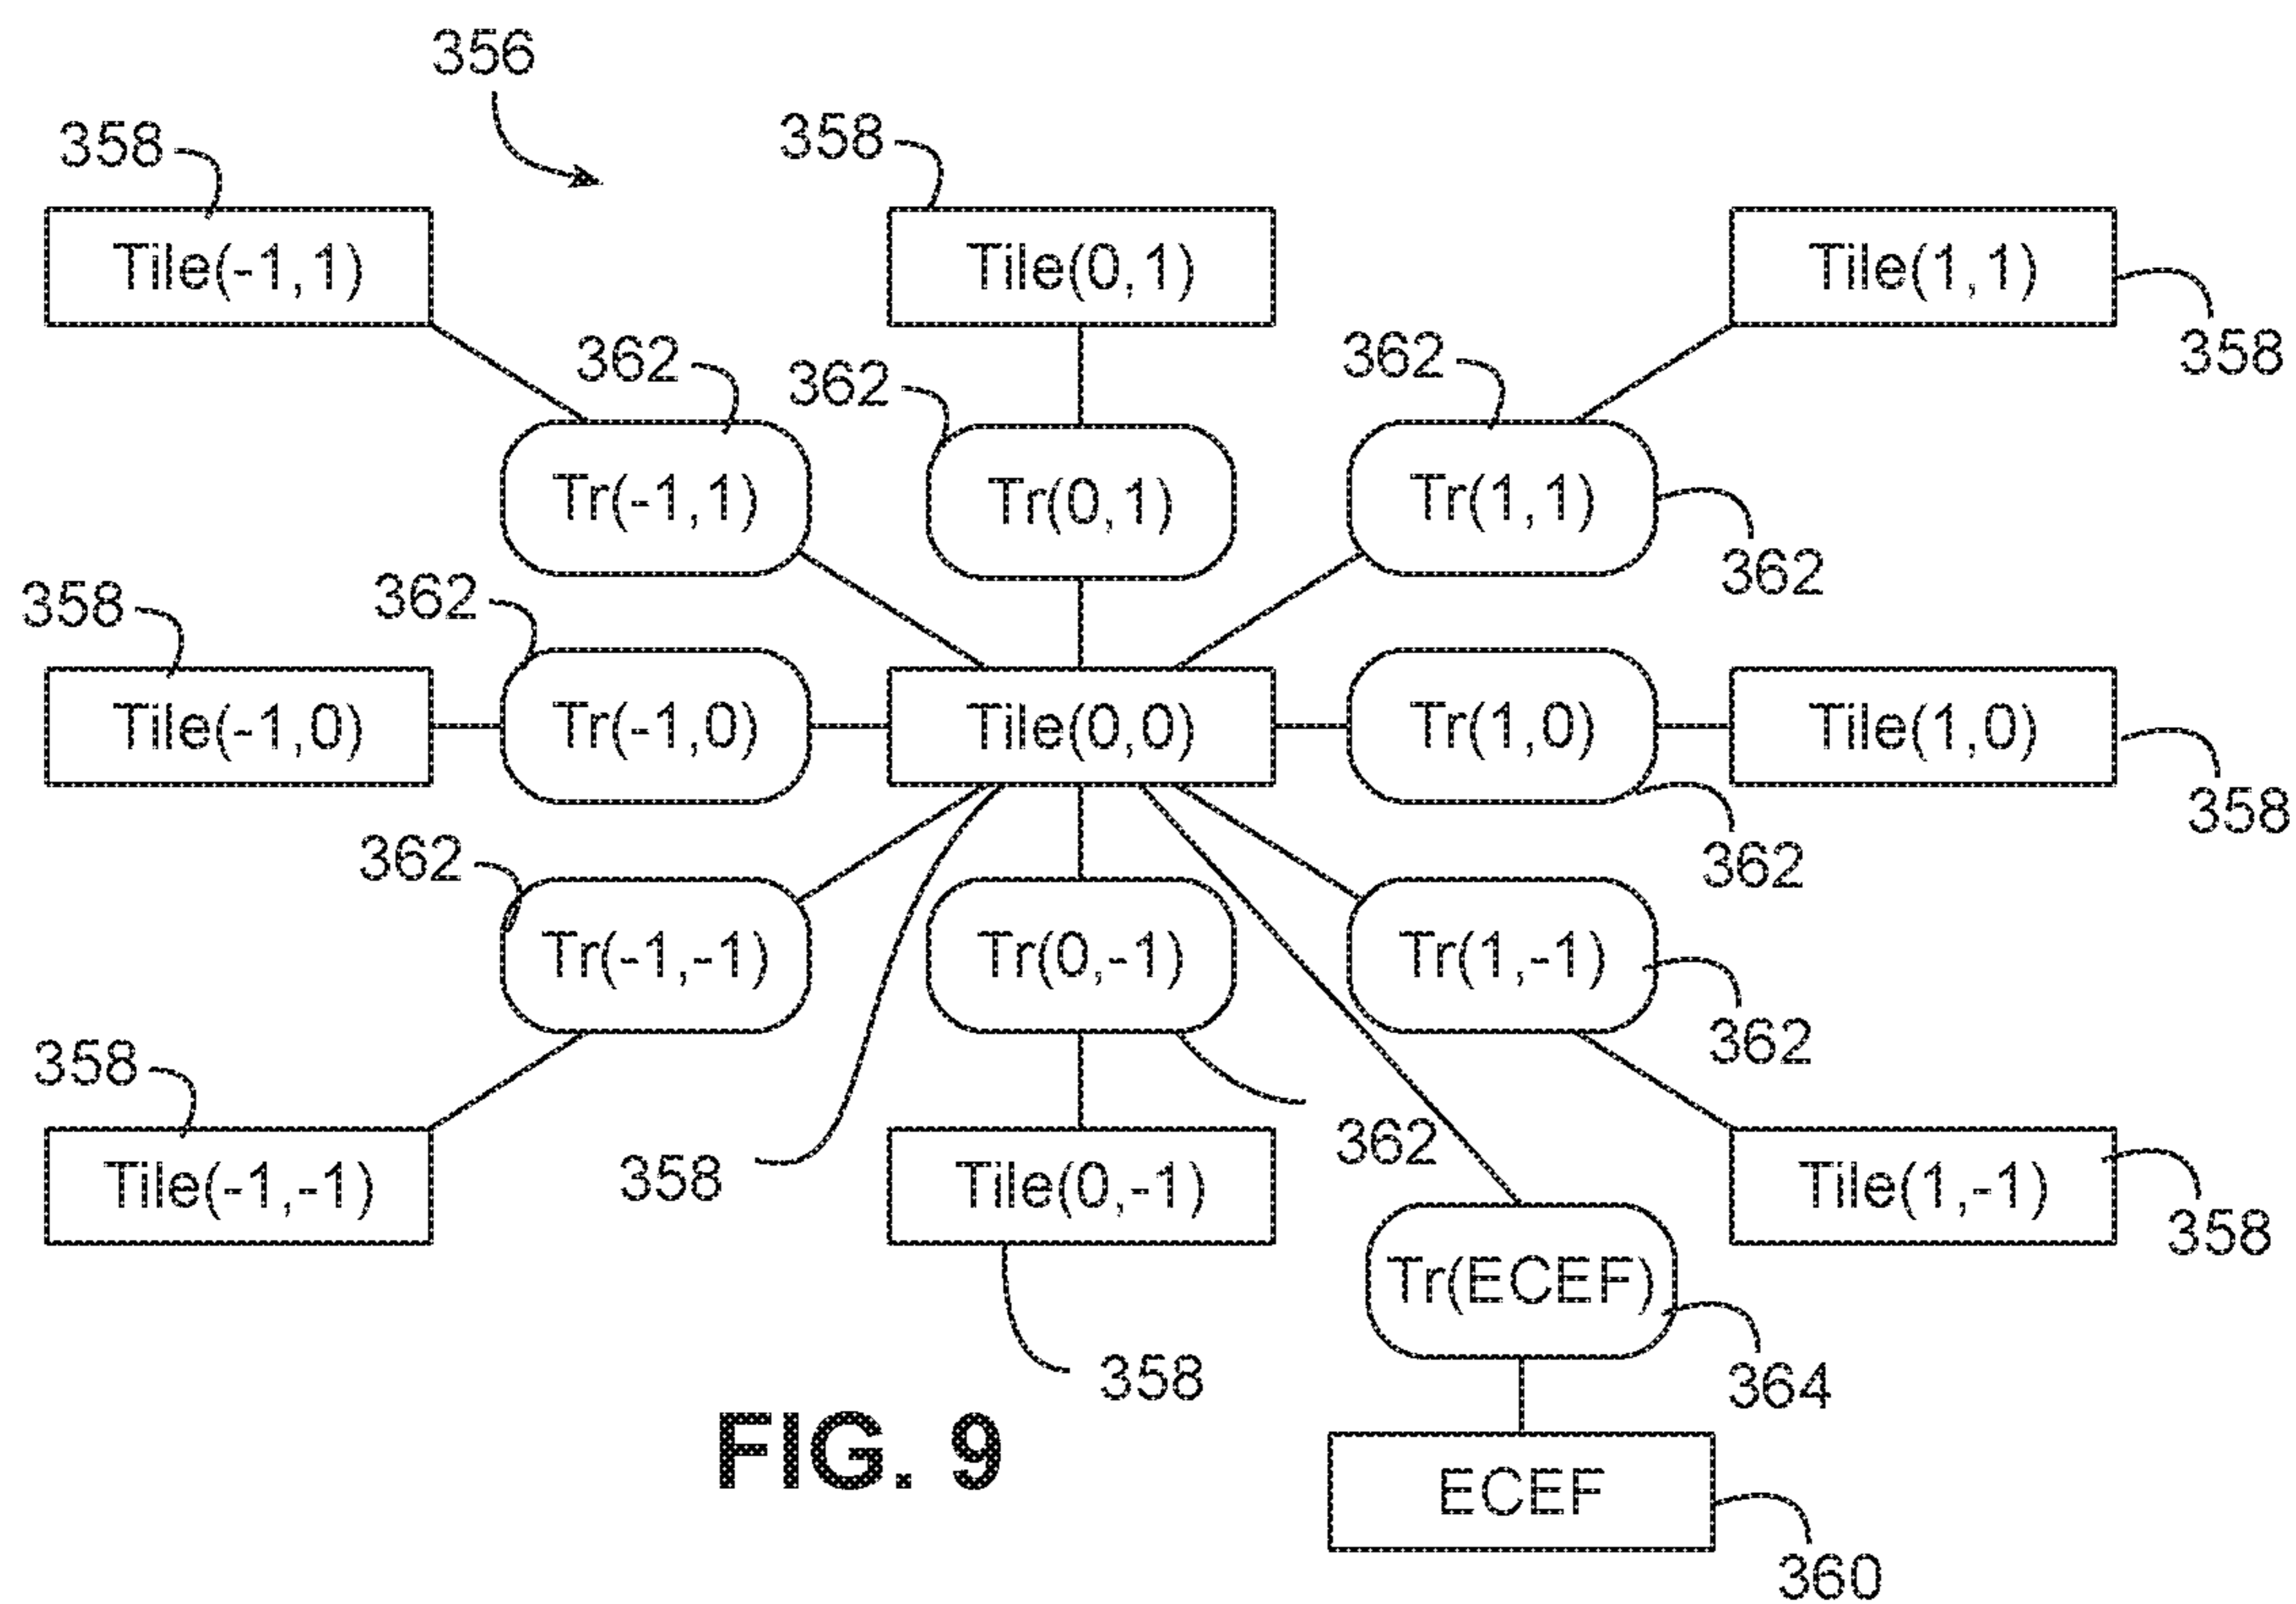 356
358
358
Tile(-1,1)
Tile(0,1)
Tile(1,1)
358
362
362
362
Tr(-1,1)
Tr(0,1)
Tr(1,1)
362
358
362
Tile(-1,0)
Tr(-1,0)
Tile(0,0)
Tr(1,0)
Tile(1,0)
358
362
362
Tr(-1,-1)
Tr(0,-1)
Tr(1,-1)
362
358
362
358
Tile(-1,-1)
Tile(0,-1)
Tile(1,-1)
358
Tr(ECEF)
358
364
FIG. 9
ECEF
360